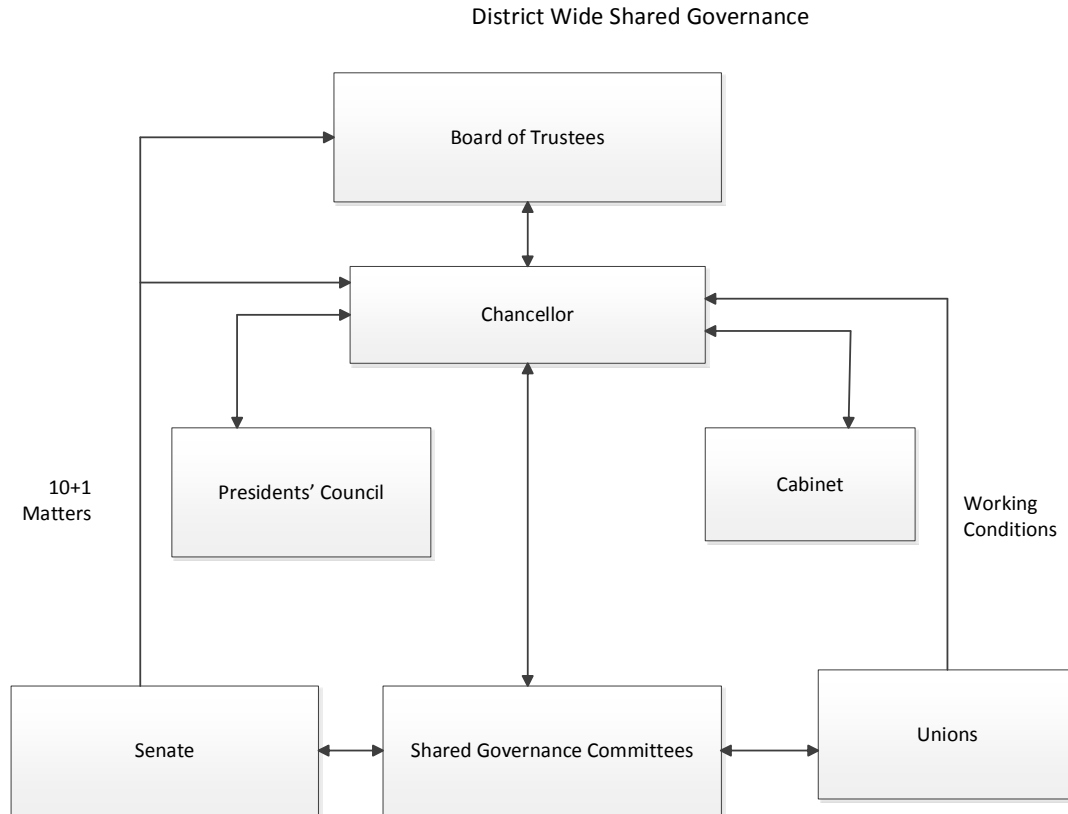 District Wide Shared Governance
Board of Trustees
Chancellor
Presidents’ Council
Cabinet
10+1
Matters
Working
Conditions
Senate
Shared Governance Committees
Unions